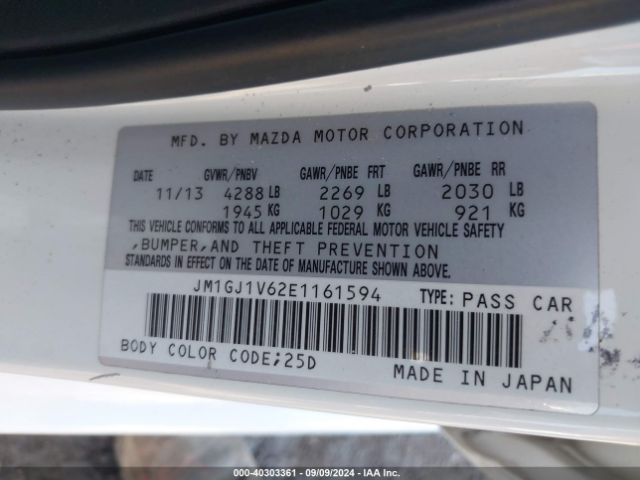 MFD. BY MAZDA MOTOR CORPORATION
DATE GVWR/PNBV GAWR/PNBE FRT GAWR/PNBE RR
11/13 4288 LB 2269 LB 2030 LB
1945 KG 1029 KG 921 KG
THIS VEHICLE CONFORMS TO ALL APPLICABLE FEDERAL MOTOR VEHICLE SAFETY
,BUMPER,AND THEFT PREVENTION
STANDARDS IN EFFECT ON THE DATE OF MANUFACTURE SHOWN ABOVE.
JM1GJ1V62E1161594 TYPE: PASS CAR
BODY COLOR CODE;25D
MADE IN JAPAN
000-40303361 - 09/09/2024 - IAA Inc.